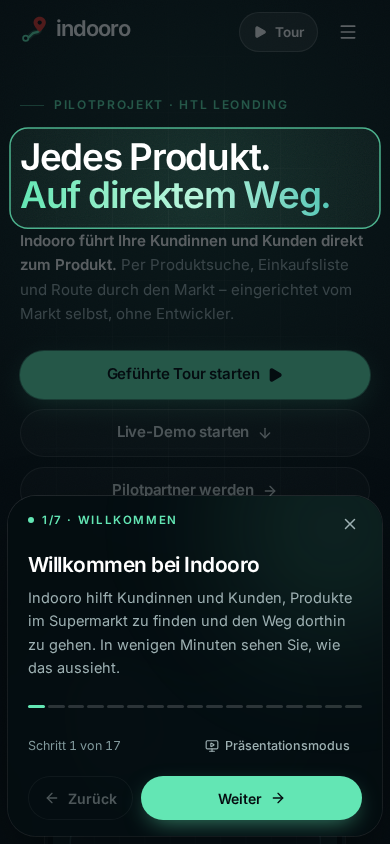 indooro
Tour
PILOTPROJEKT · HTL LEONDING
Jedes Produkt.
Auf direktem Weg.
Indooro führt Ihre Kundinnen und Kunden direkt
zum Produkt. Per Produktsuche, Einkaufsliste
und Route durch den Markt – eingerichtet vom
Markt selbst, ohne Entwickler.
Geführte Tour starten
Live-Demo starten
Pilotpartner werden
1/7 · WILLKOMMEN
Willkommen bei Indooro
Indooro hilft Kundinnen und Kunden, Produkte
im Supermarkt zu finden und den Weg dorthin
zu gehen. In wenigen Minuten sehen Sie, wie
das aussieht.
Schritt 1 von 17
Präsentationsmodus
Zurück
Weiter